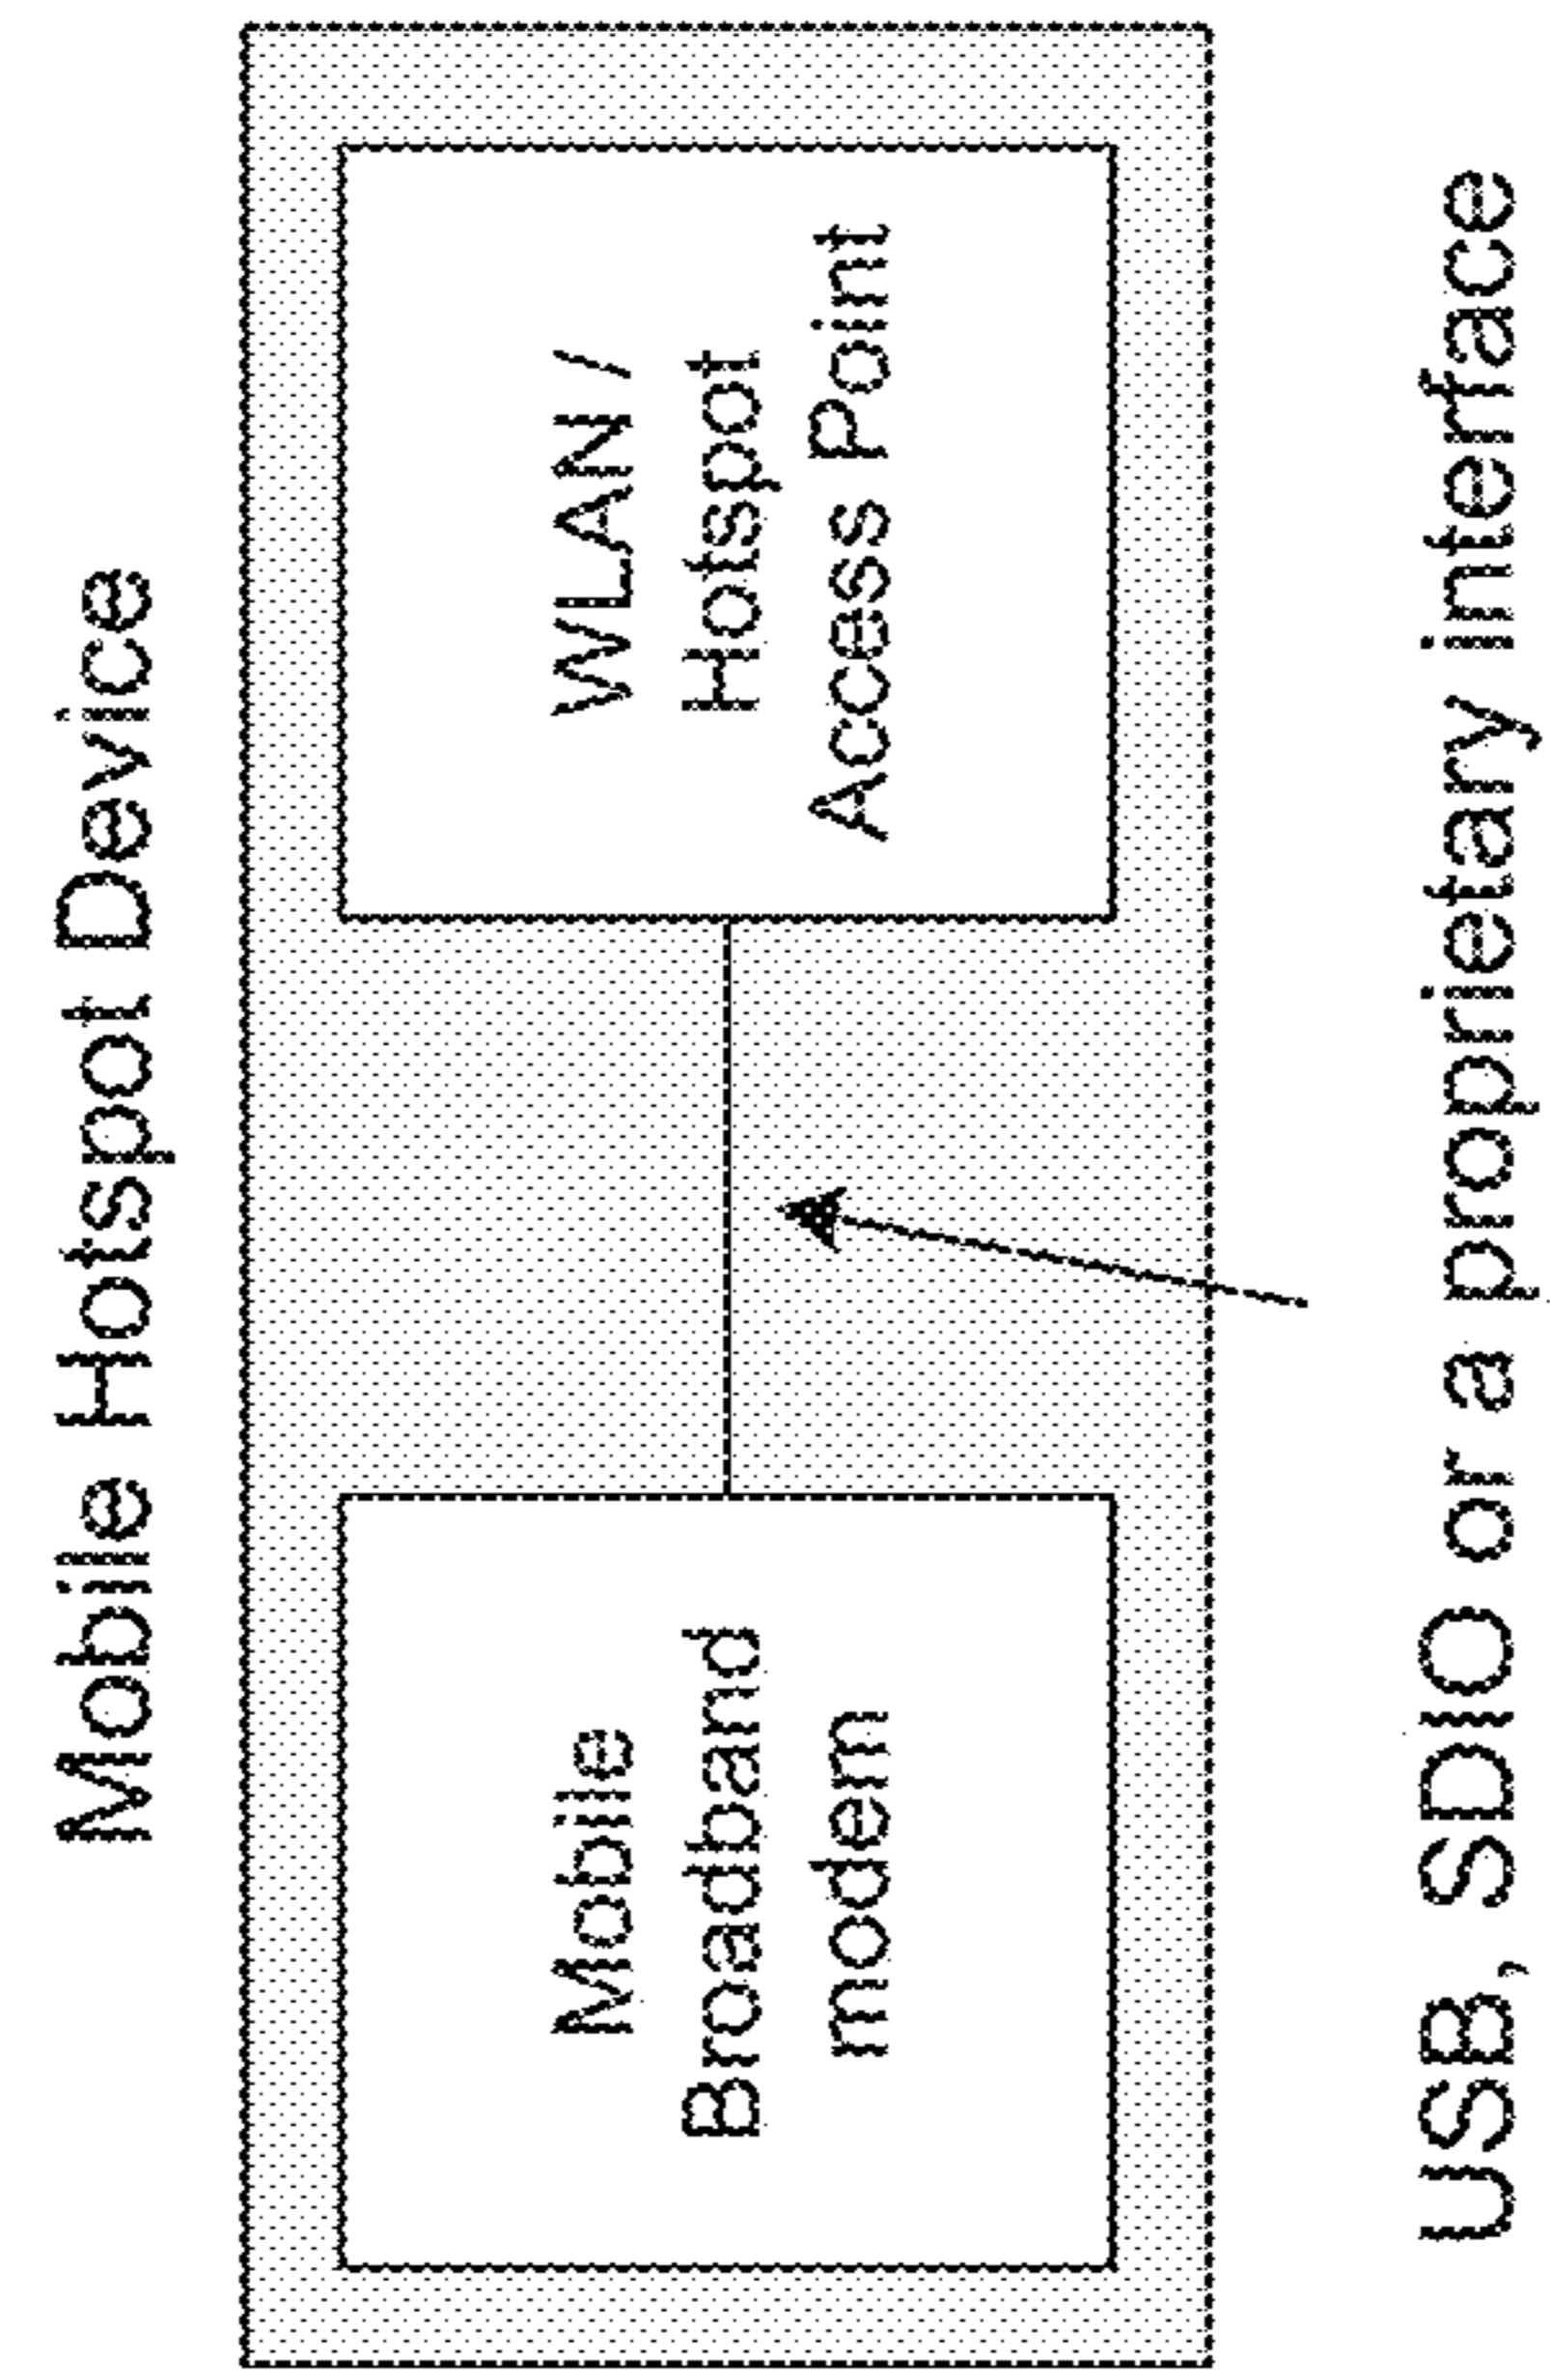 Mobile Hotspot Device
Mobile
Broadband
modem
WLAN /
Hotspot
Access Point
USB, SDIO or a proprietary interface